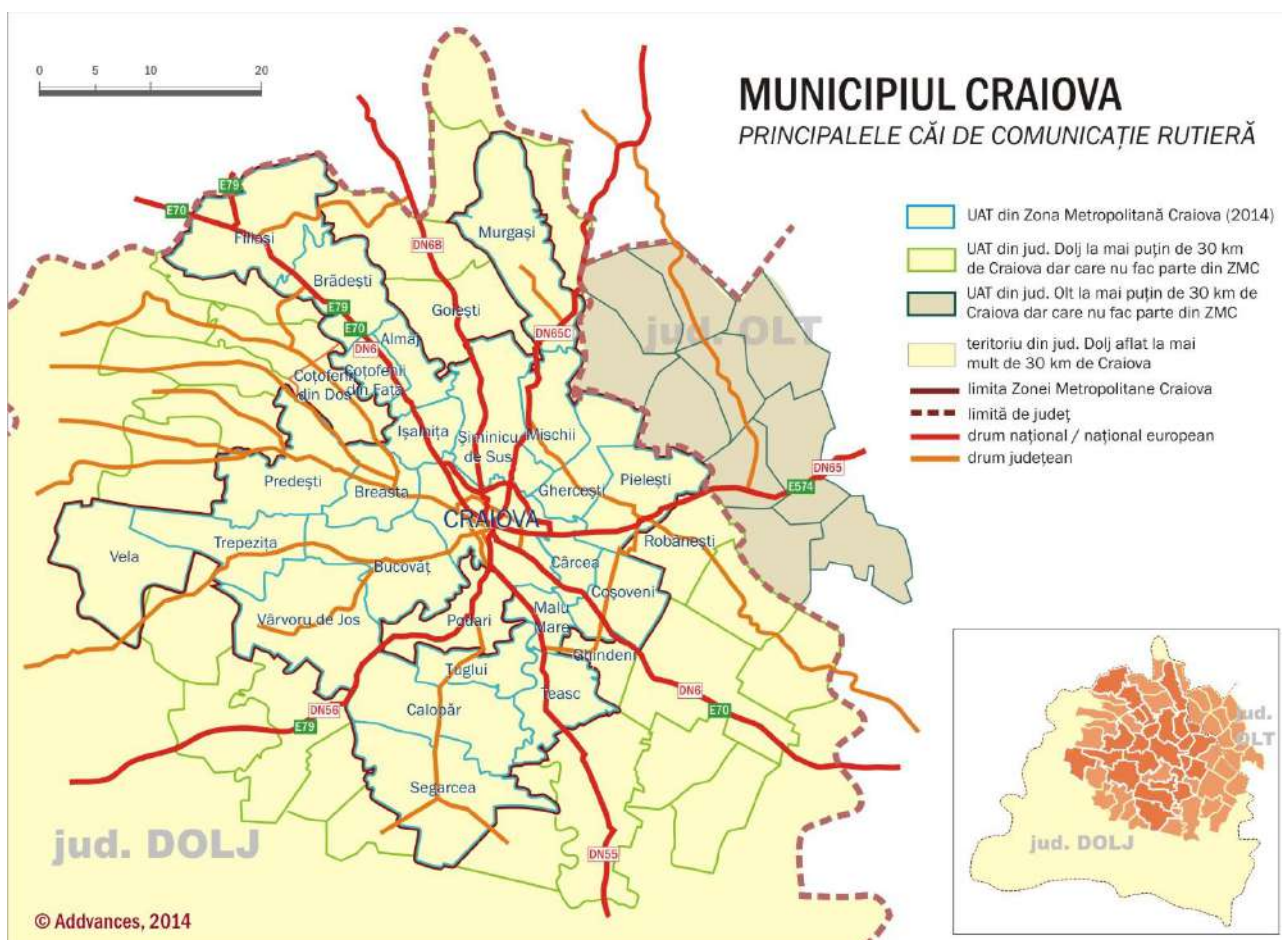 0 5 10 20
MUNICIPIUL CRAIOVA
PRINCIPALELE CĂI DE COMUNICAȚIE RUTIERĂ
UAT din Zona Metropolitană Craiova (2014)
UAT din jud. Dolj la mai puțin de 30 km
de Craiova dar care nu fac parte din ZMC
UAT din jud. Olt la mai puțin de 30 km de
Craiova dar care nu fac parte din ZMC
teritoriu din jud. Dolj aflat la mai
mult de 30 km de Craiova
limita Zonei Metropolitane Craiova
limită de județ
drum național / național european
drum județean
E79
E70
Filiași
DN6B
Murgași
Brădești
E79
Goiești
E70
DN65C
jud. OLT
Almăj
DN6
Coțofenii
din Dos
Coțofenii
din Față
Ișalnița
Șiminicu
de Sus
Mischii
DN65
Predești
Breasta
Ghercești
Pielești
E574
CRAIOVA
Robănești
Vela
Trepezița
Bucovăț
Cârcea
Coșoveni
Vârvoru de Jos
Podari
Malu
Mare
Ghindeni
Țuglui
Teasc
DN6
E70
DN56
E79
Calopăr
Segarcea
jud. DOLJ
DN55
jud.
OLT
jud. DOLJ
© Addvances, 2014